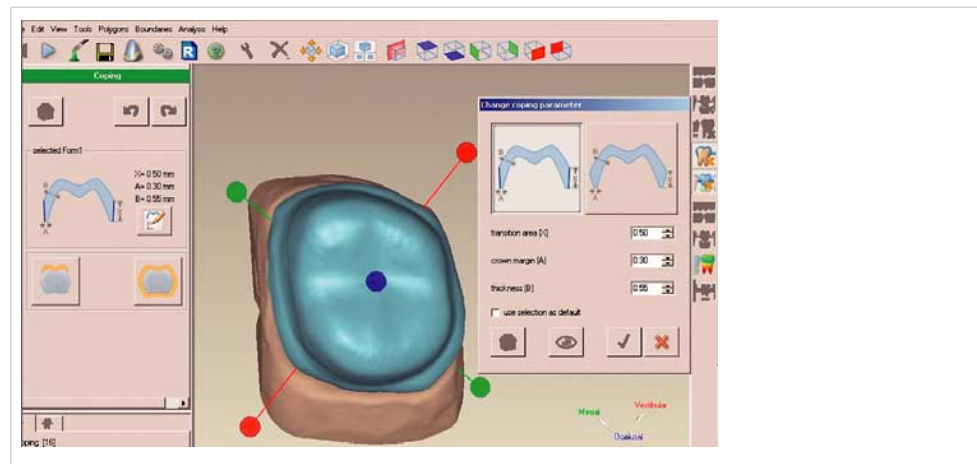 Edit View Tools Polygons Boundaries Analysis Help
R
Coping
selected Form1
X= 0.50 mm
A= 0.30 mm
B= 0.55 mm
B
A
X
Change coping parameter
B
A
X
B
A
X
transition area [X] 0.50
crown margin [A] 0.30
thickness [B] 0.55
use selection as default
Mesial
Vestibular
Occlusal
[16]